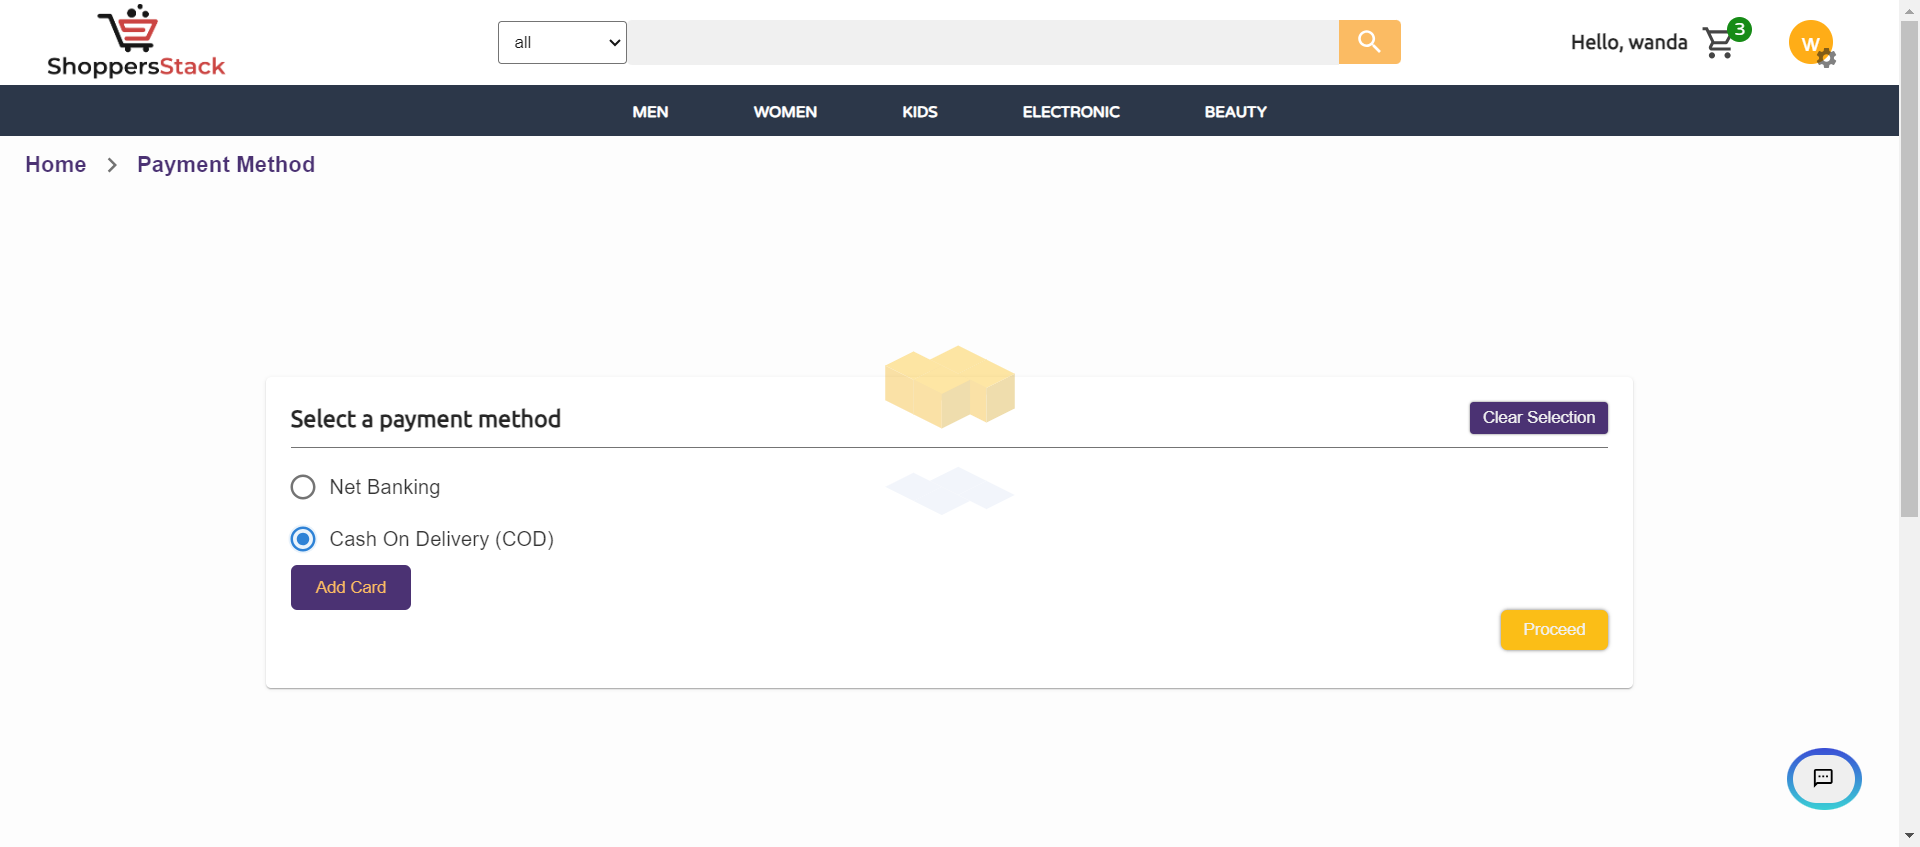 ShoppersStack
all
Hello, wanda
3
W
MEN
WOMEN
KIDS
ELECTRONIC
BEAUTY
Home
Payment Method
Select a payment method
Clear Selection
Net Banking
Cash On Delivery (COD)
Add Card
Proceed